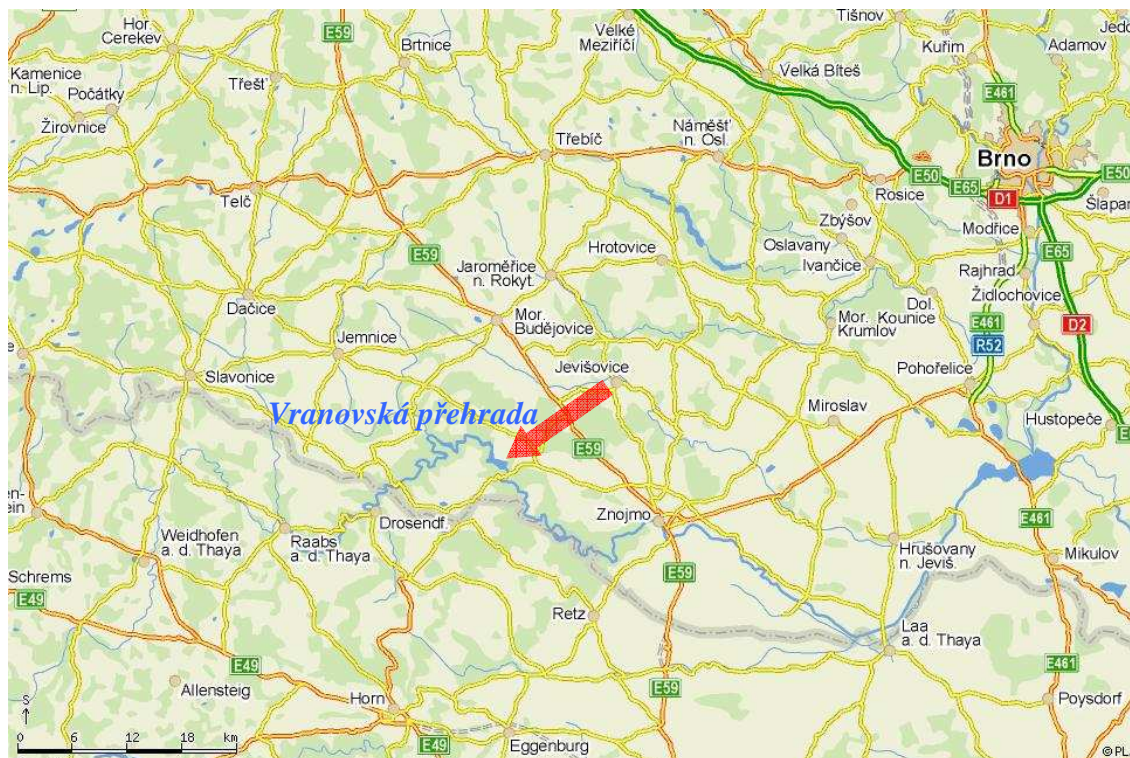 Hor.
Cerekev
E59
Brtnice
Velké
Meziříčí
Tišnov
Kuřim
Adamov
Kamenice
n. Lip.
Počátky
Třešť
Velká Bíteš
E461
Žirovnice
Třebíč
Náměšť
n. Osl.
Brno
E50
E65
E50
Rosice
D1
Šlapan
Telč
Zbýšov
Modřice
E59
Hrotovice
Oslavany
Ivančice
E65
Jaroměřice
n. Rokyt.
Rajhrad
Dačice
Dol.
Kounice
Židlochovice
Mor.
Budějovice
Mor.
Krumlov
E461
D2
Jemnice
R52
Jevišovice
Pohořelice
Slavonice
Vranovská přehrada
Miroslav
Hustopeče
E59
Znojmo
E461
Drosendf.
Weidhofen
a. d. Thaya
Raabs
a. d. Thaya
Hrušovany
n. Jeviš.
Mikulov
Schrems
E49
E59
Retz
Laa
a. d. Thaya
E49
E461
Allensteig
Horn
E59
Poysdorf
S
0 6 12 18 km
E49
Eggenburg